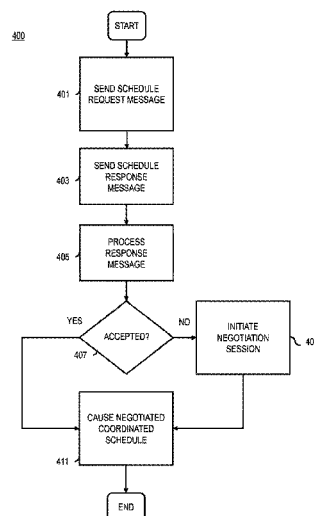 400
START
401
SEND SCHEDULE
REQUEST MESSAGE
403
SEND SCHEDULE
RESPONSE
MESSAGE
405
PROCESS
RESPONSE
MESSAGE
YES
ACCEPTED?
NO
407
INITIATE
NEGOTIATION
SESSION
40
CAUSE NEGOTIATED
COORDINATED
SCHEDULE
411
END